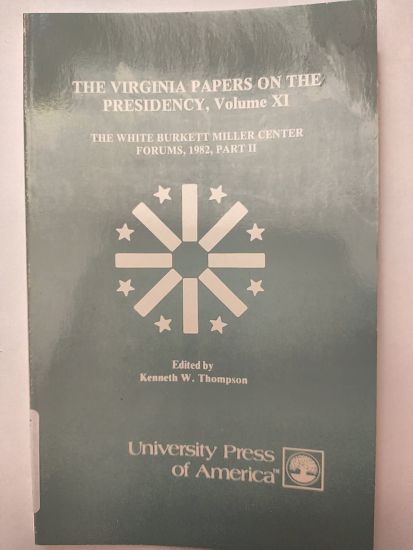 THE VIRGINIA PAPERS ON THE
PRESIDENCY, Volume XI
THE WHITE BURKETT MILLER CENTER
FORUMS, 1982, PART II
Edited by
Kenneth W. Thompson
University Press
of America™